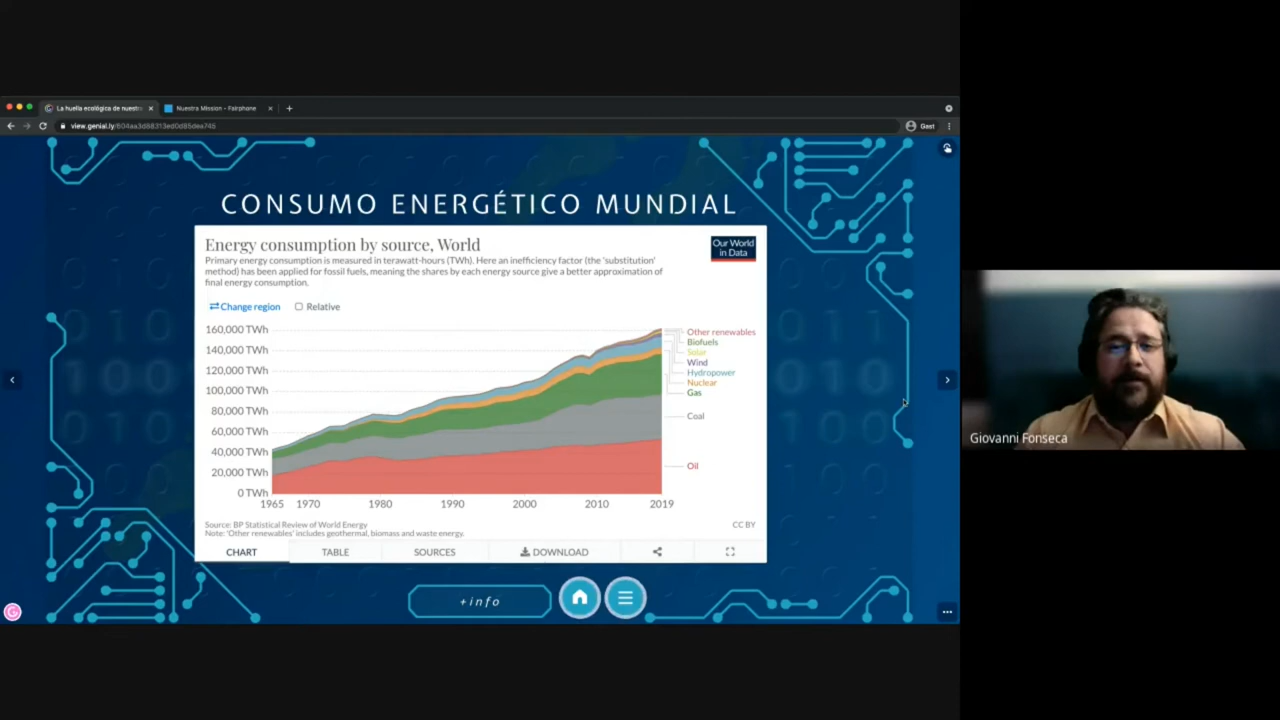 La huella ecológica de nuestr
Nuestra Mission - Fairphone
view.genial.ly/604aa3d88313ed0d85dea745
Gast
CONSUMO ENERGÉTICO MUNDIAL
Energy consumption by source, World
Primary energy consumption is measured in terawatt-hours (TWh). Here an inefficiency factor (the 'substitution'
method) has been applied for fossil fuels, meaning the shares by each energy source give a better approximation of
final energy consumption.
Our World
in Data
Change region
Relative
160,000 TWh
140,000 TWh
120,000 TWh
100,000 TWh
80,000 TWh
60,000 TWh
40,000 TWh
20,000 TWh
0 TWh
1965 1970 1980 1990 2000 2010 2019
Other renewables
Biofuels
Solar
Wind
Hydropower
Nuclear
Gas
Coal
Oil
Source: BP Statistical Review of World Energy
Note: 'Other renewables' includes geothermal, biomass and waste energy.
CC BY
CHART TABLE SOURCES DOWNLOAD
+info
Giovanni Fonseca